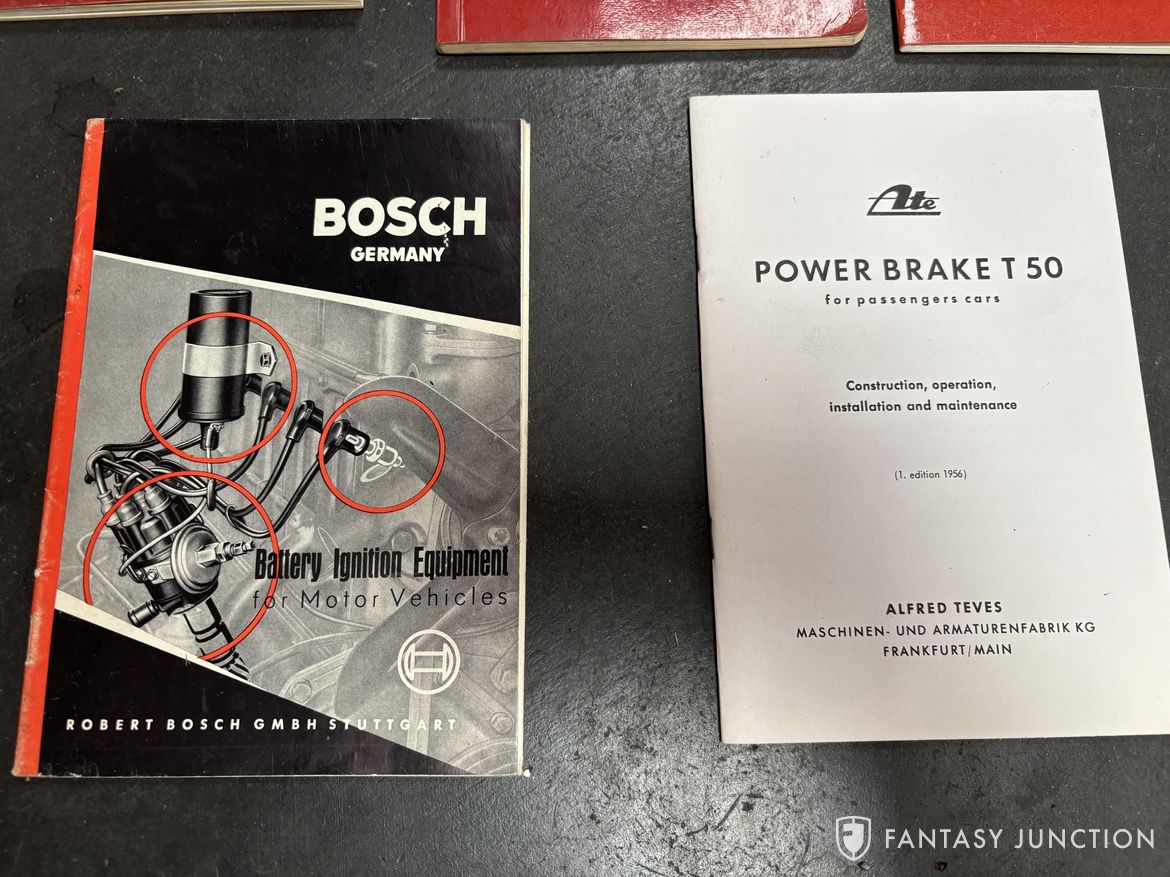 BOSCH
GERMANY
Battery Ignition Equipment
for Motor Vehicles
ROBERT BOSCH GMBH STUTTGART
Ate
POWER BRAKE T 50
for passengers cars
Construction, operation,
installation and maintenance
(1. edition 1956)
ALFRED TEVES
MASCHINEN- UND ARMATURENFABRIK KG
FRANKFURT/MAIN
FANTASY JUNCTION